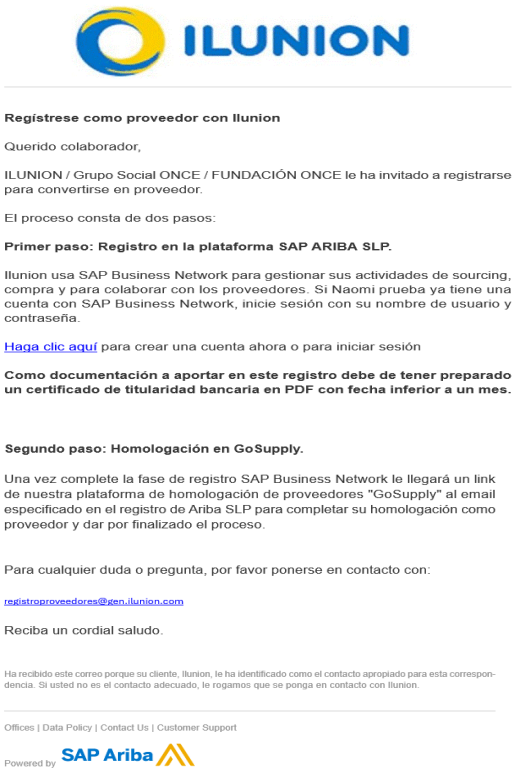 ILUNION
Regístrese como proveedor con Ilunion
Querido colaborador,
ILUNION / Grupo Social ONCE / FUNDACIÓN ONCE le ha invitado a registrarse
para convertirse en proveedor.
El proceso consta de dos pasos:
Primer paso: Registro en la plataforma SAP ARIBA SLP.
Ilunion usa SAP Business Network para gestionar sus actividades de sourcing,
compra y para colaborar con los proveedores. Si Naomi prueba ya tiene una
cuenta con SAP Business Network, inicie sesión con su nombre de usuario y
contraseña.
Haga clic aquí para crear una cuenta ahora o para iniciar sesión
Como documentación a aportar en este registro debe de tener preparado
un certificado de titularidad bancaria en PDF con fecha inferior a un mes.
Segundo paso: Homologación en GoSupply.
Una vez complete la fase de registro SAP Business Network le llegará un link
de nuestra plataforma de homologación de proveedores "GoSupply" al email
especificado en el registro de Ariba SLP para completar su homologación como
proveedor y dar por finalizado el proceso.
Para cualquier duda o pregunta, por favor ponerse en contacto con:
registroproveedores@gen.ilunion.com
Reciba un cordial saludo.
Ha recibido este correo porque su cliente, Ilunion, le ha identificado como el contacto apropiado para esta correspon-
dencia. Si usted no es el contacto adecuado, le rogamos que se ponga en contacto con Ilunion.
Offices | Data Policy | Contact Us | Customer Support
Powered by SAP Ariba